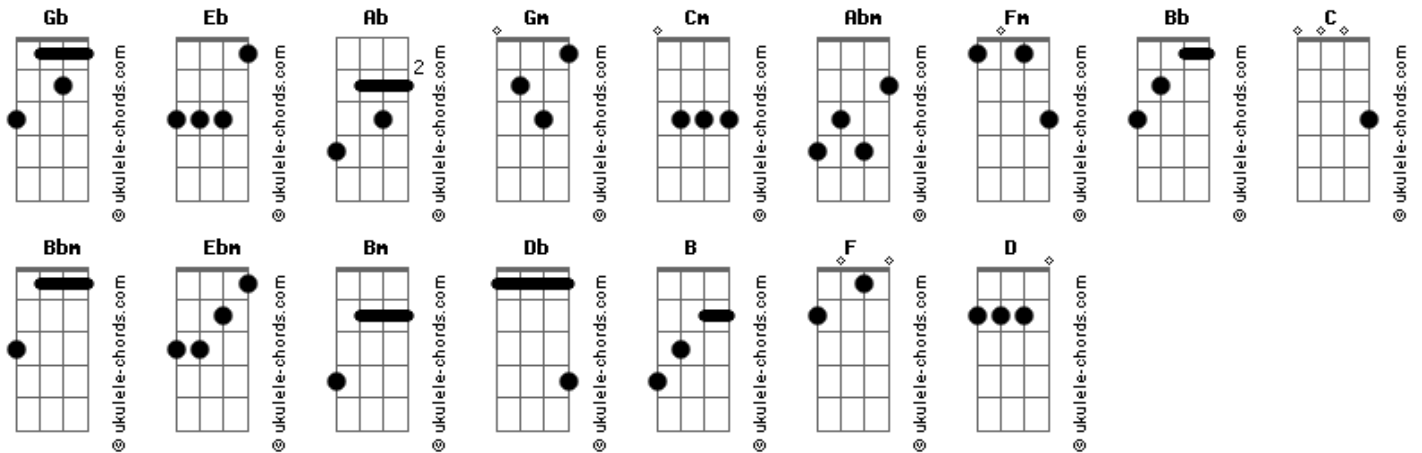 Gb Eb Ab Gm Cm Abm Fm Bb C
2
© ukulele-chords.com © ukulele-chords.com © ukulele-chords.com © ukulele-chords.com © ukulele-chords.com © ukulele-chords.com © ukulele-chords.com © ukulele-chords.com © ukulele-chords.com
Bbm Ebm Bm Db B F D
© ukulele-chords.com © ukulele-chords.com © ukulele-chords.com © ukulele-chords.com © ukulele-chords.com © ukulele-chords.com © ukulele-chords.com